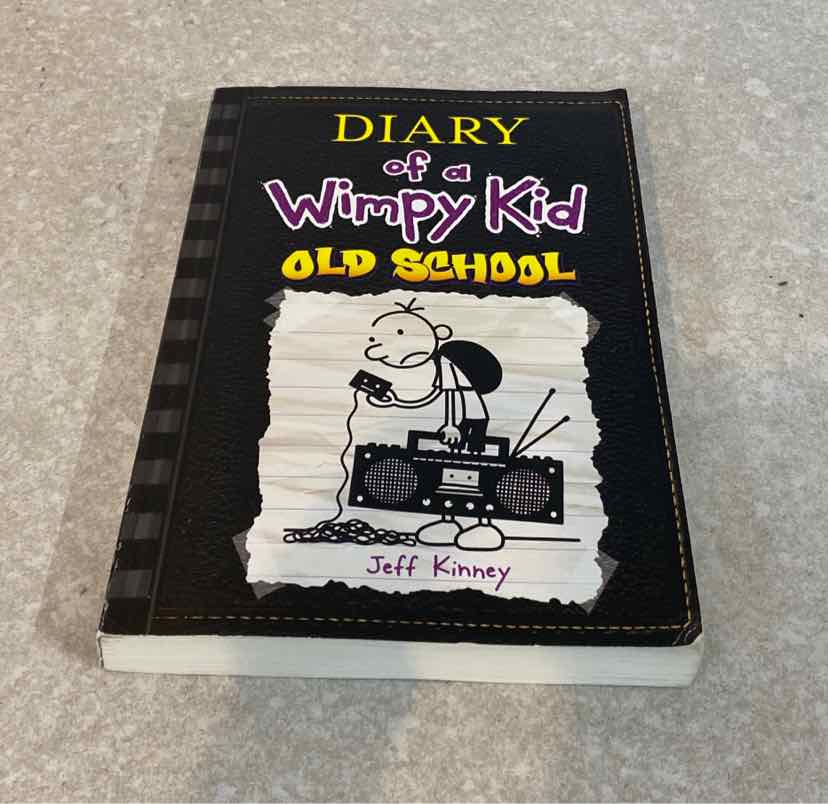 DIARY
of a
Wimpy Kid
OLD SCHOOL
Jeff Kinney